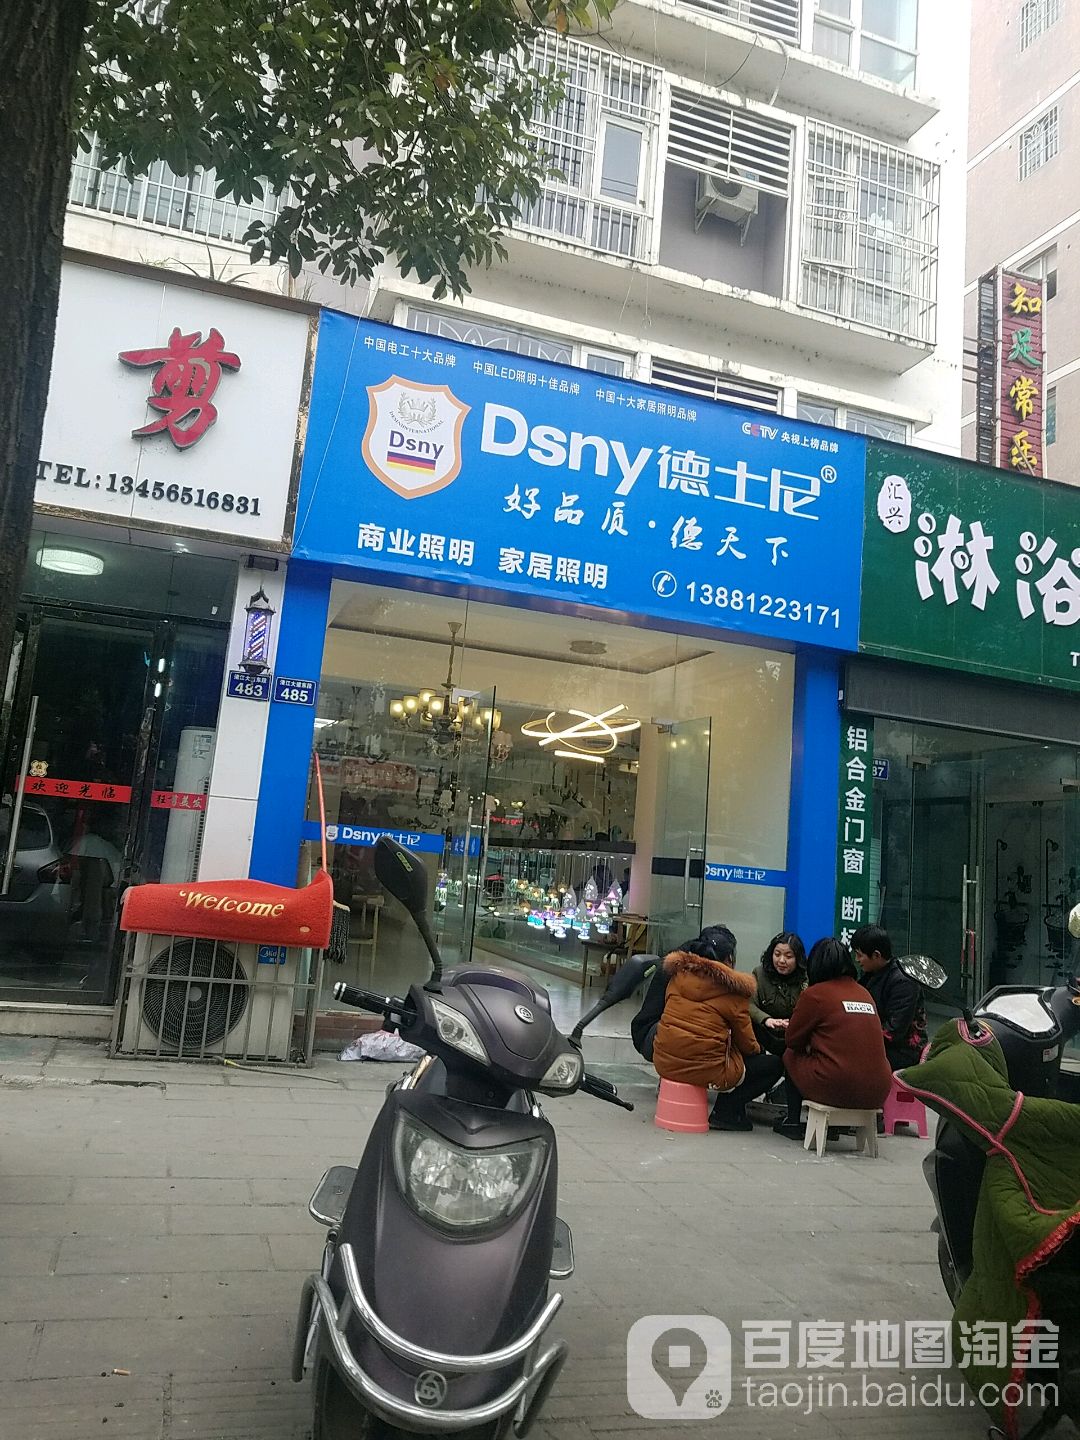 剪
TEL:13456516831
中国电工十大品牌 中国LED照明十佳品牌 中国十大家居照明品牌
CCTV 央视上榜品牌
Dsny
Dsny德士尼®
好品质·德天下
商业照明 家居照明
13881223171
汇兴
淋浴
知足常乐
483
485
87
欢迎光临
Welcome
Dsny德士尼
Dsny德士尼
铝合金门窗 断
BACK
百度地图淘金
taojin.baidu.com